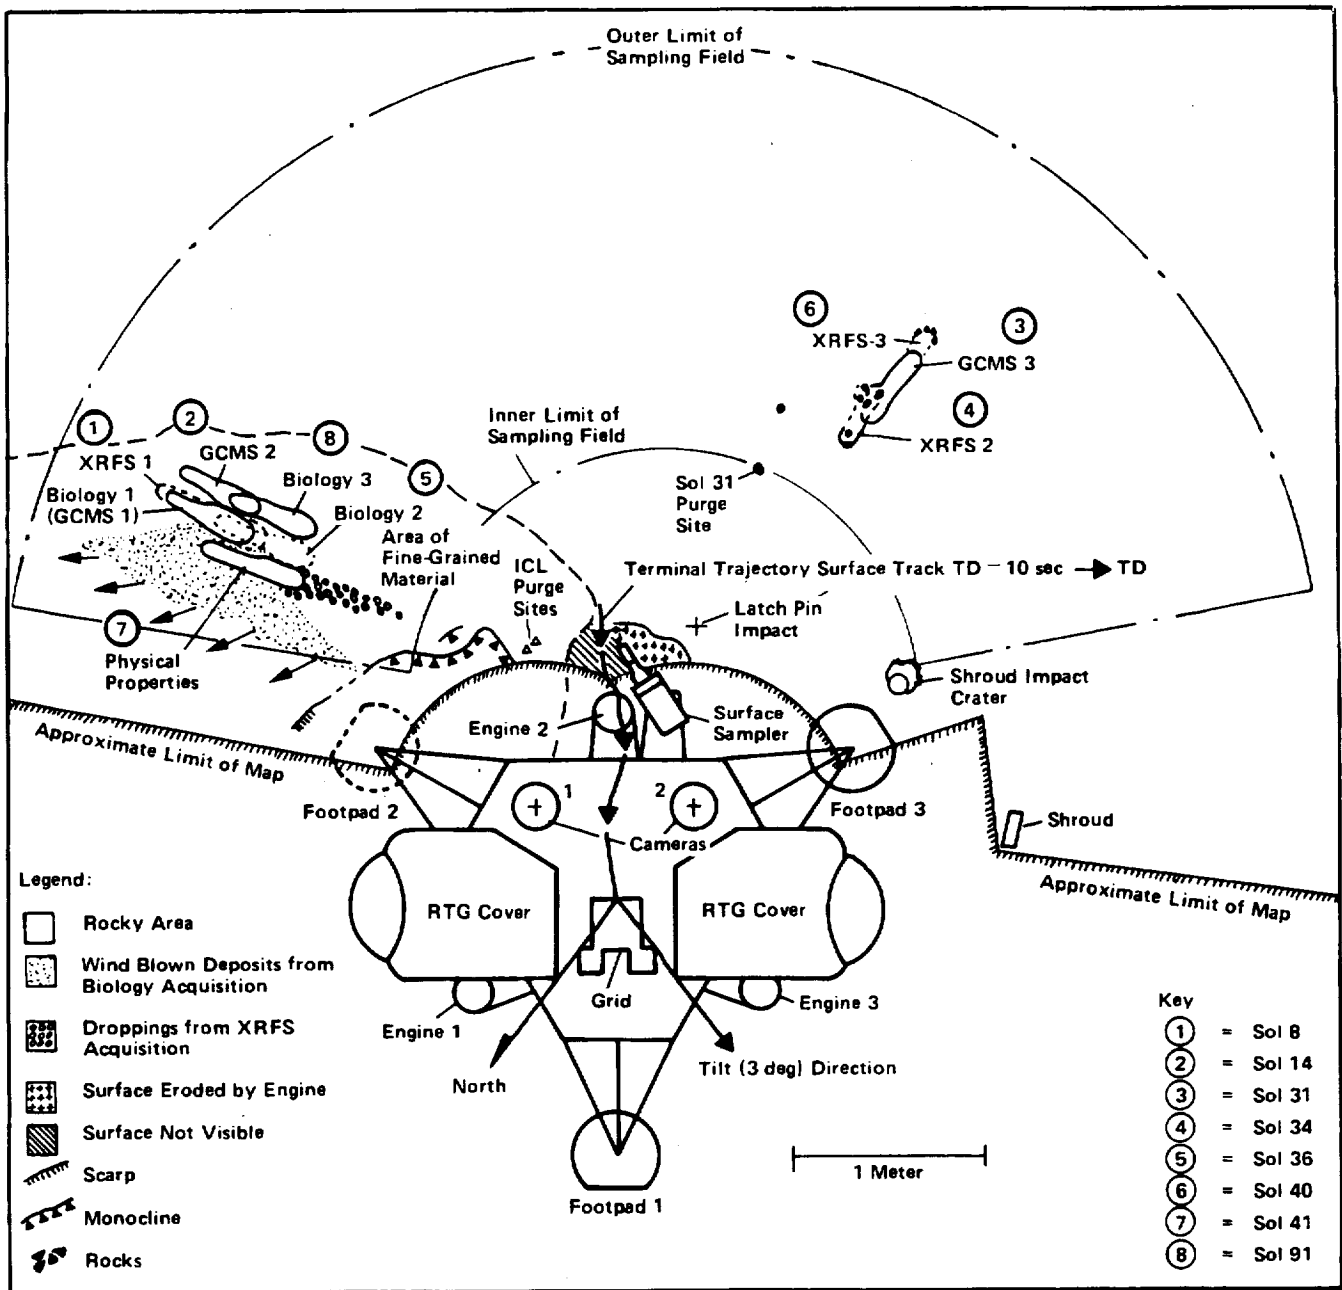 Outer Limit of
Sampling Field
6
XRFS-3
3
GCMS 3
4
XRFS 2
Inner Limit of
Sampling Field
1
2
8
5
XRFS 1
GCMS 2
Biology 3
Biology 1
(GCMS 1)
Biology 2
Area of
Fine-Grained
Material
Sol 31
Purge
Site
ICL
Purge
Sites
Terminal Trajectory Surface Track TD – 10 sec
TD
Latch Pin
Impact
7
Physical
Properties
Shroud Impact
Crater
Engine 2
Surface
Sampler
Approximate Limit of Map
Footpad 2
1
2
Footpad 3
Cameras
Shroud
Approximate Limit of Map
RTG Cover
RTG Cover
Grid
Engine 1
Engine 3
North
Tilt (3 deg) Direction
1 Meter
Footpad 1
Legend:
Rocky Area
Wind Blown Deposits from
Biology Acquisition
Droppings from XRFS
Acquisition
Surface Eroded by Engine
Surface Not Visible
Scarp
Monocline
Rocks
Key
1 = Sol 8
2 = Sol 14
3 = Sol 31
4 = Sol 34
5 = Sol 36
6 = Sol 40
7 = Sol 41
8 = Sol 91